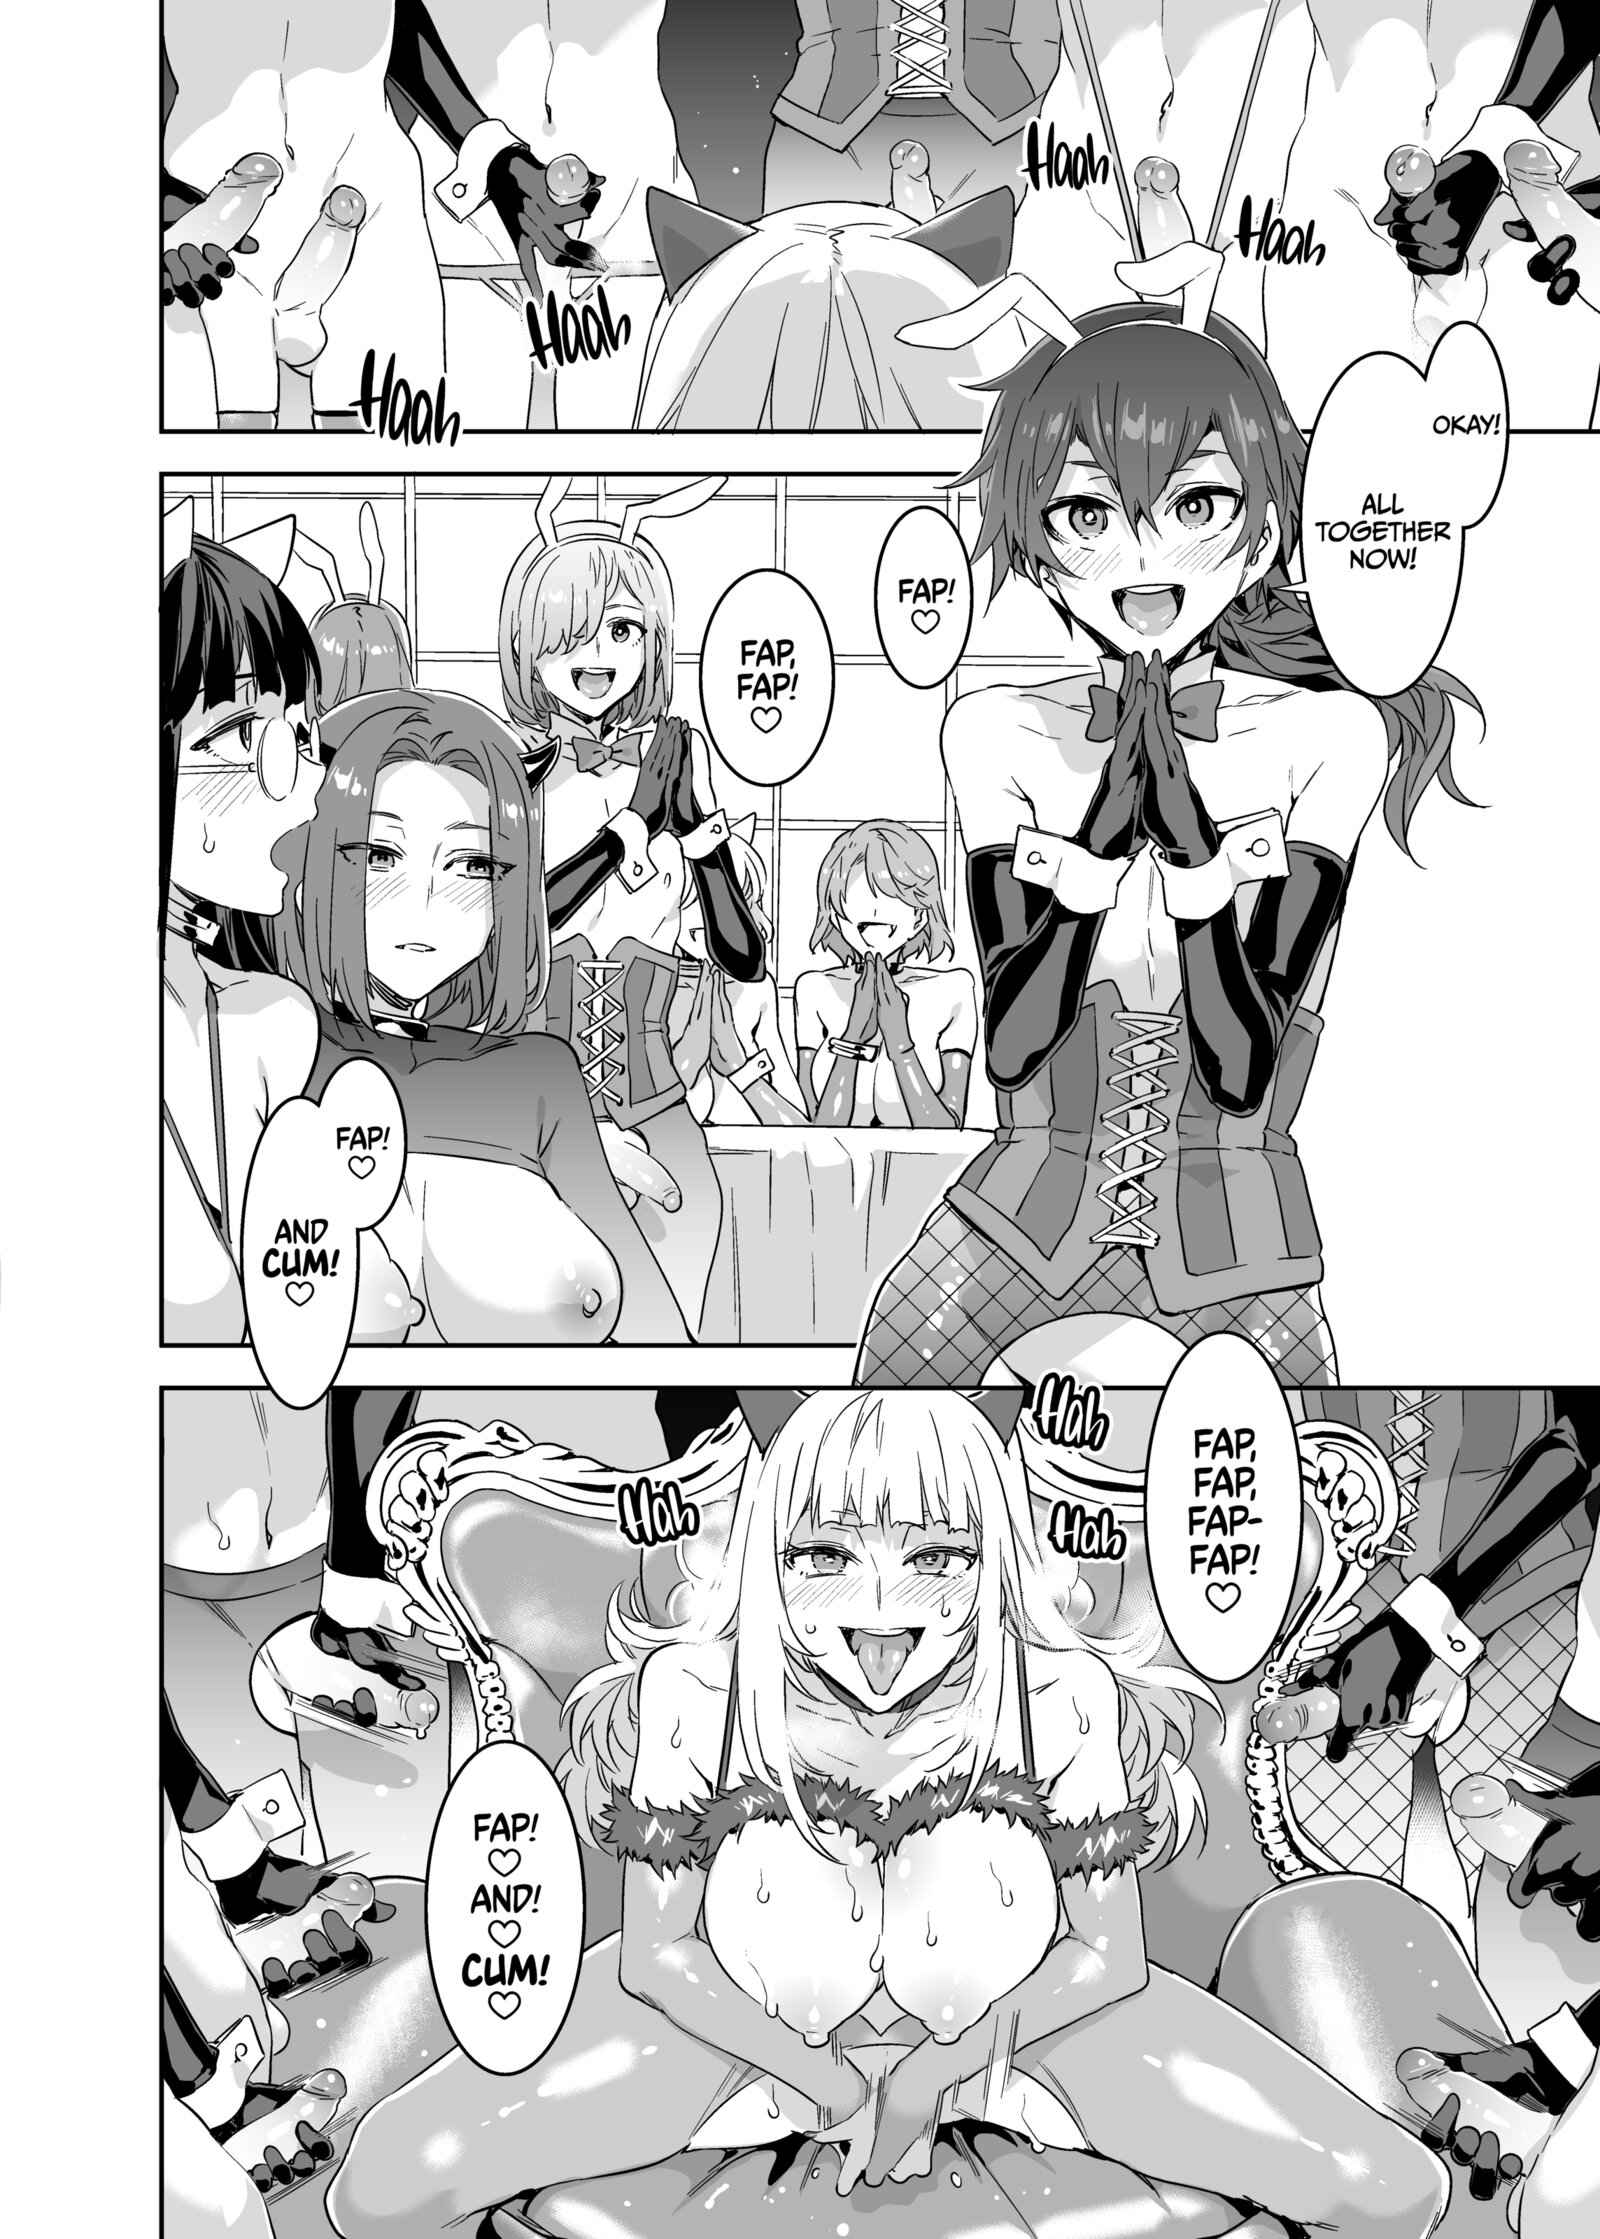 Haah
Haah
Haah
Haah
OKAY!
ALL
TOGETHER
NOW!
FAP!
♡
FAP,
FAP!
♡
FAP!
♡
AND
CUM!
♡
Hah
Hah
Hah
FAP,
FAP,
FAP-
FAP!
♡
FAP!
♡
AND!
♡
CUM!
♡